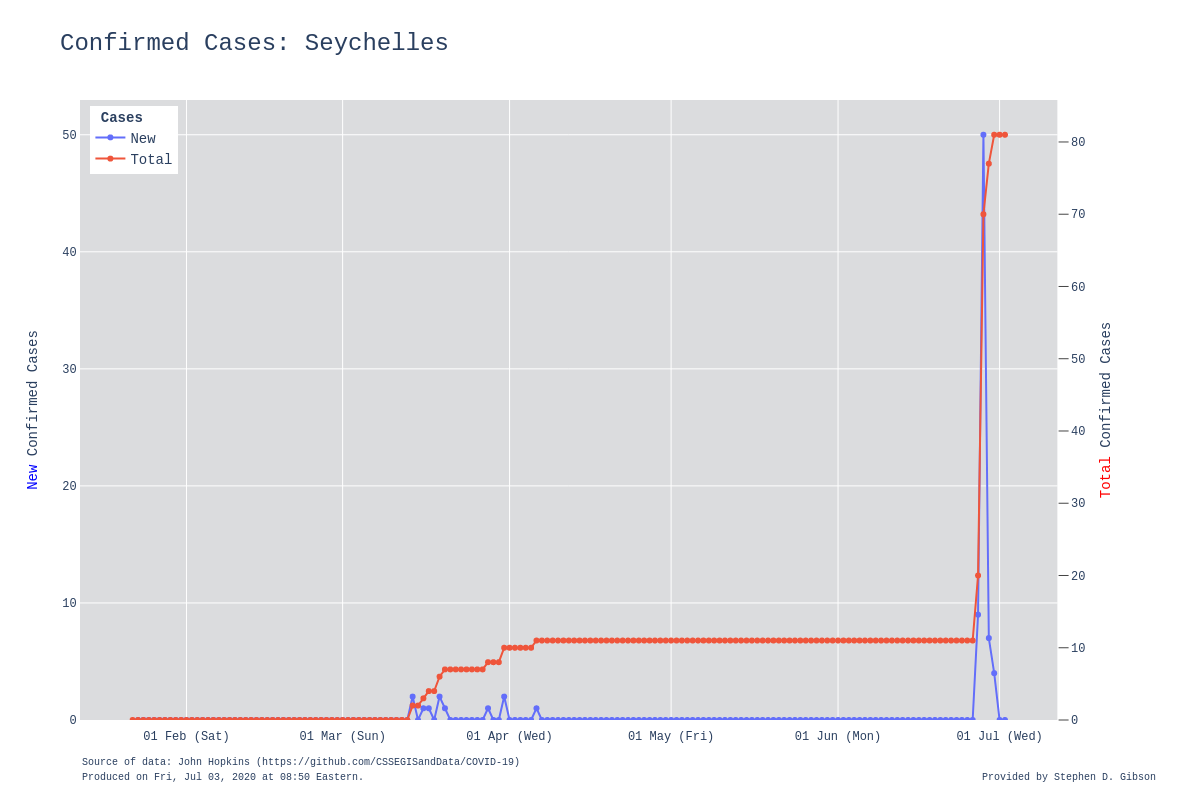 Confirmed Cases: Seychelles
Cases
New
Total
50
40
30
20
10
0
80
70
60
50
40
30
20
10
0
New Confirmed Cases
Total Confirmed Cases
01 Feb (Sat)
01 Mar (Sun)
01 Apr (Wed)
01 May (Fri)
01 Jun (Mon)
01 Jul (Wed)
Source of data: John Hopkins (https://github.com/CSSEGISandData/COVID-19)
Produced on Fri, Jul 03, 2020 at 08:50 Eastern.
Provided by Stephen D. Gibson